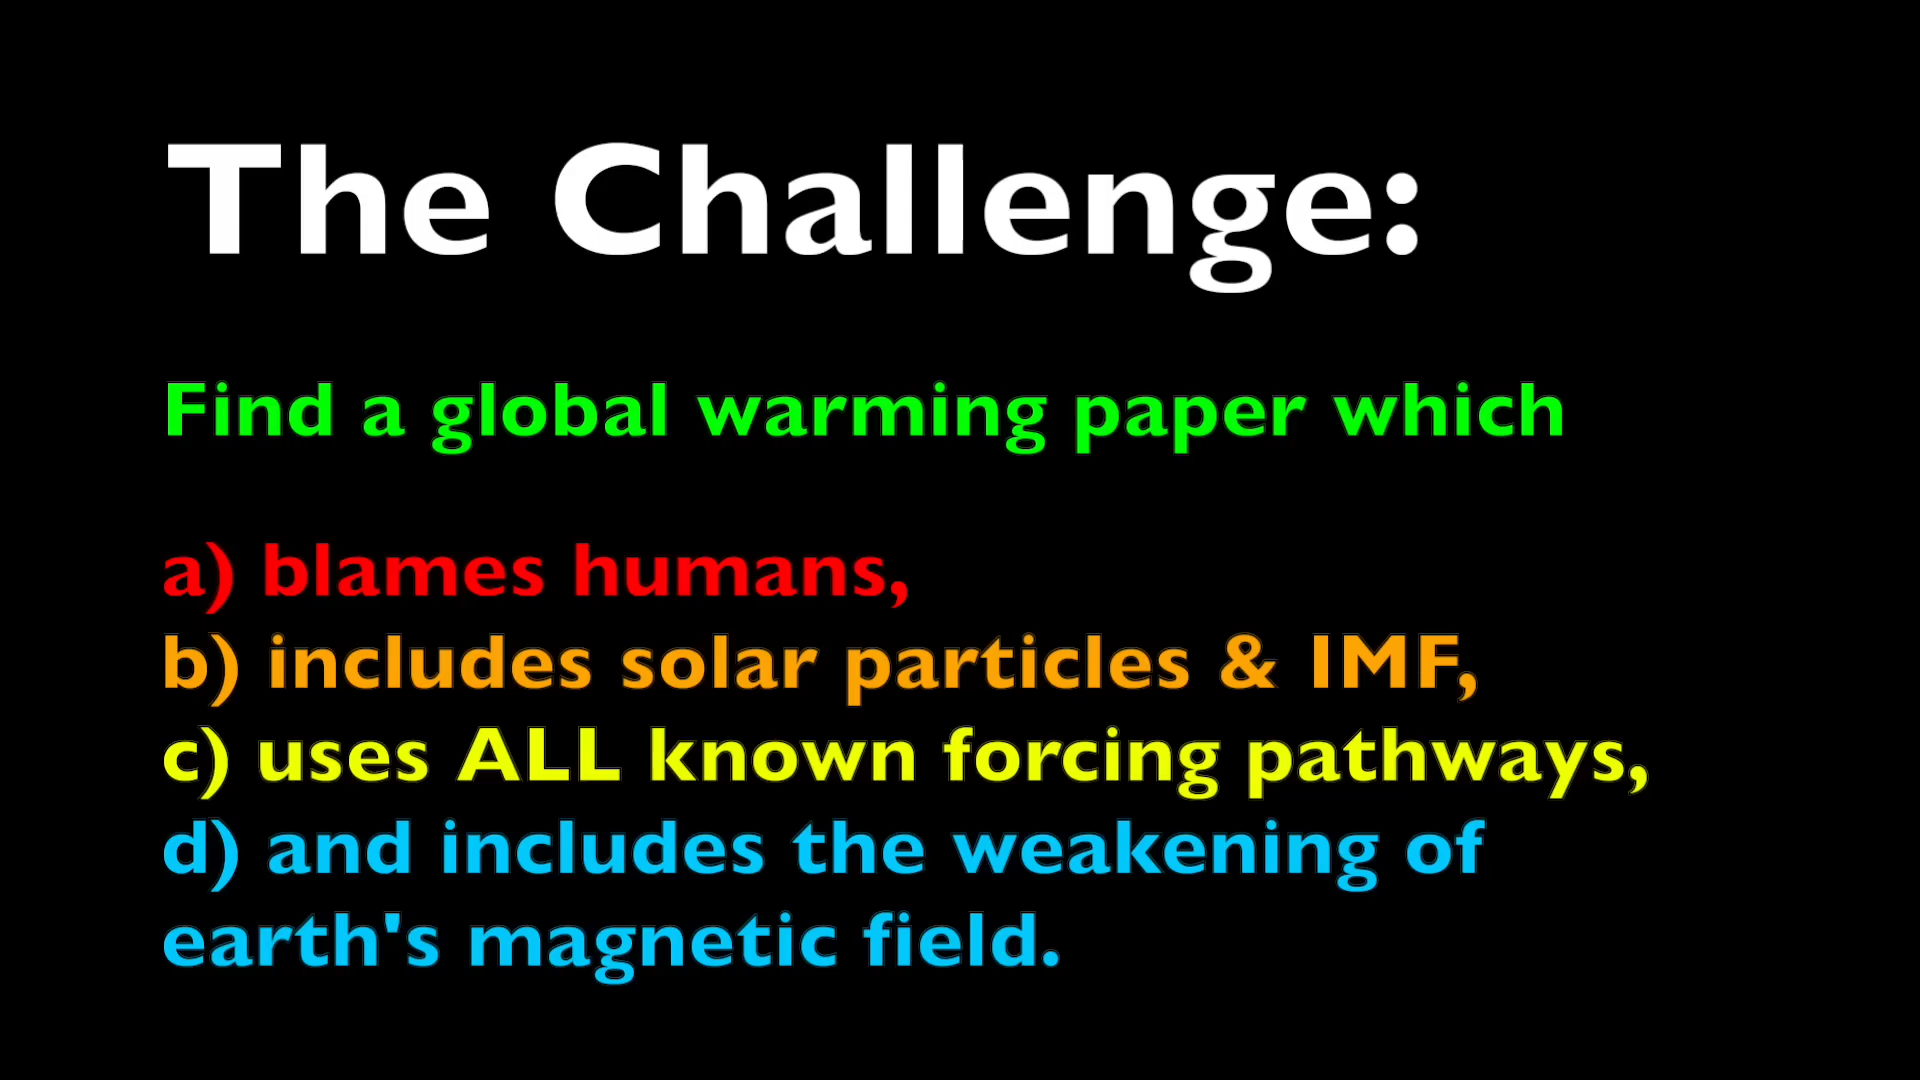 The Challenge:
Find a global warming paper which
a) blames humans,
b) includes solar particles & IMF,
c) uses ALL known forcing pathways,
d) and includes the weakening of
earth's magnetic field.